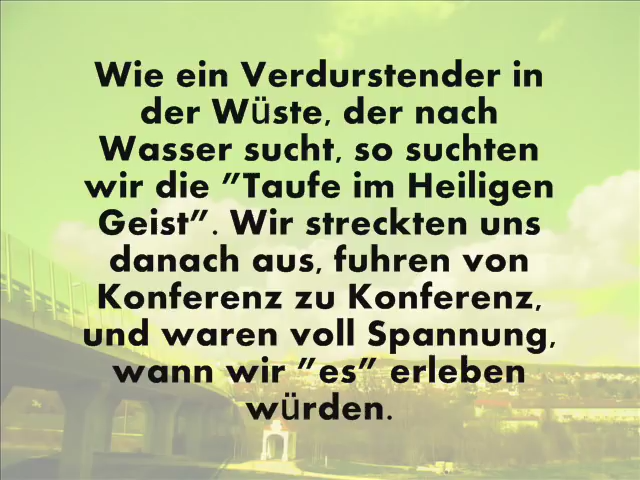 Wie ein Verdurstender in
der Wüste, der nach
Wasser sucht, so suchten
wir die "Taufe im Heiligen
Geist". Wir streckten uns
danach aus, fuhren von
Konferenz zu Konferenz,
und waren voll Spannung,
wann wir "es" erleben
würden.